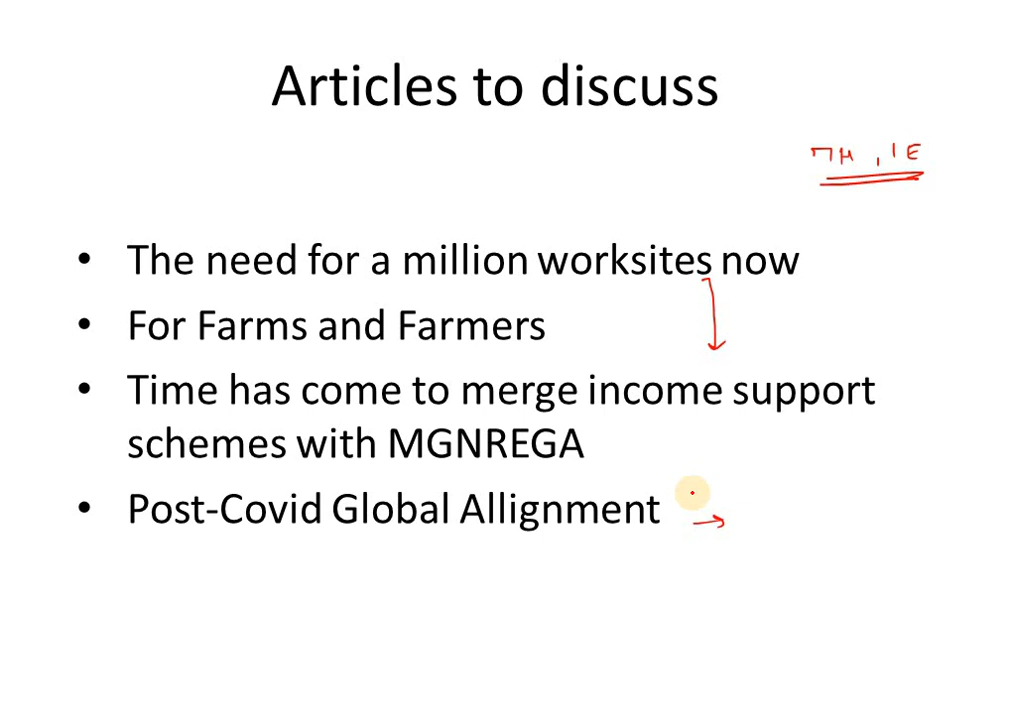 Articles to discuss
• The need for a million worksites now
• For Farms and Farmers
• Time has come to merge income support
schemes with MGNREGA
• Post-Covid Global Allignment